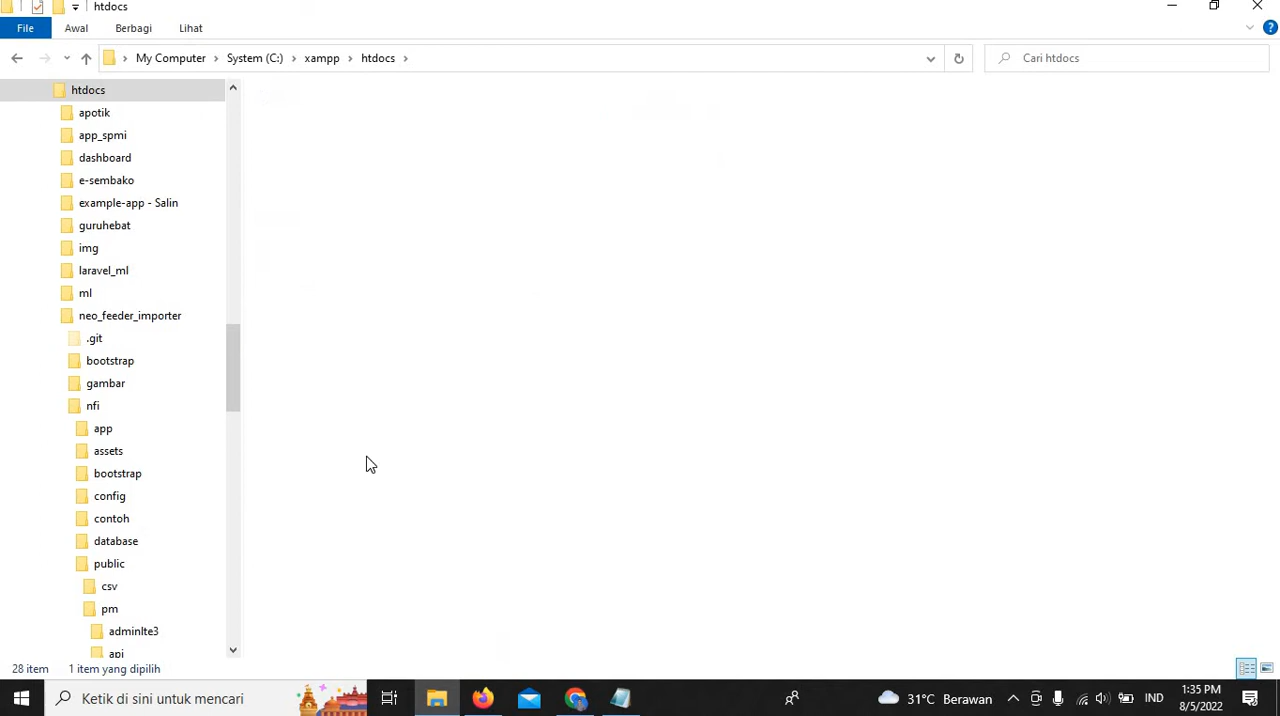 htdocs
File Awal Berbagi Lihat
My Computer System (C:) xampp htdocs Cari htdocs
htdocs
apotik
app_spmi
dashboard
e-sembako
example-app - Salin
guruhebat
img
laravel_ml
ml
neo_feeder_importer
.git
bootstrap
gambar
nfi
app
assets
bootstrap
config
contoh
database
public
csv
pm
adminlte3
api
28 item 1 item yang dipilih
Ketik di sini untuk mencari 31°C Berawan IND 1:35 PM
8/5/2022